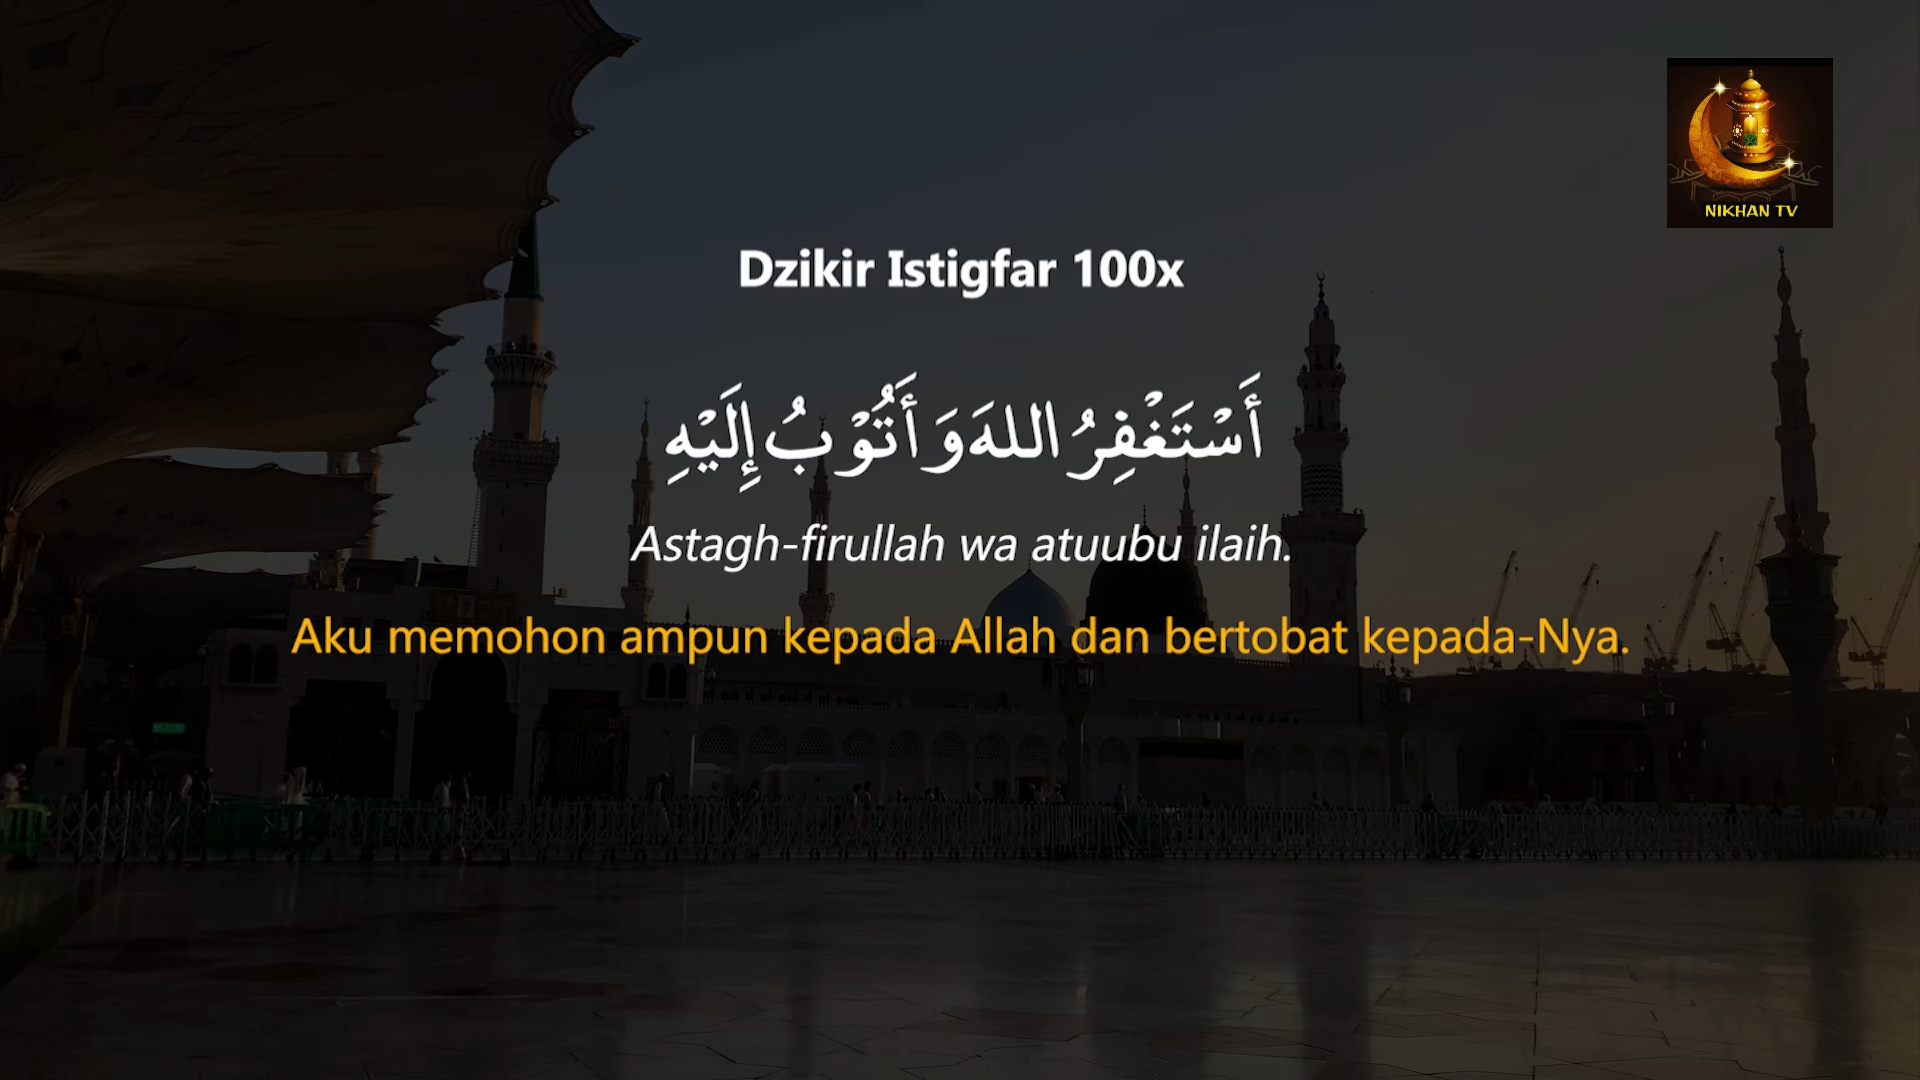 NIKHAN TV
Dzikir Istigfar 100x
أَسْتَغْفِرُ اللهَ وَ أَتُوْبُ إِلَيْهِ
Astagh-firullah wa atuubu ilaih.
Aku memohon ampun kepada Allah dan bertobat kepada-Nya.